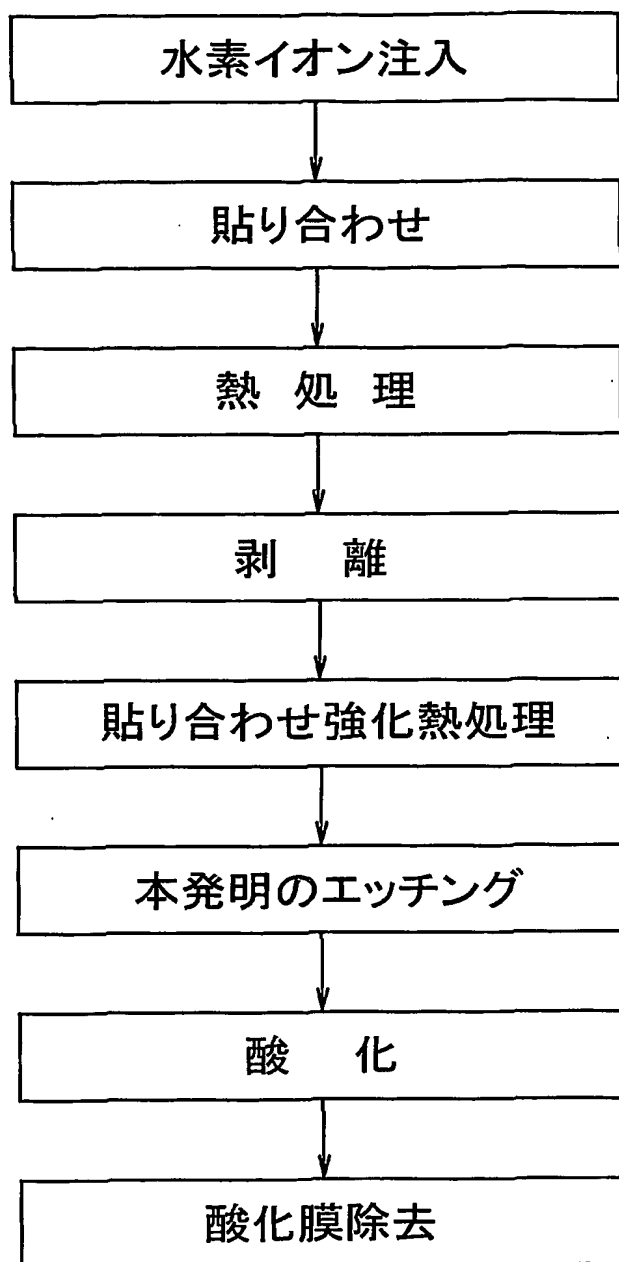 水素イオン注入
貼り合わせ
熱 処 理
剥 離
貼り合わせ強化熱処理
本発明のエッチング
酸 化
酸化膜除去